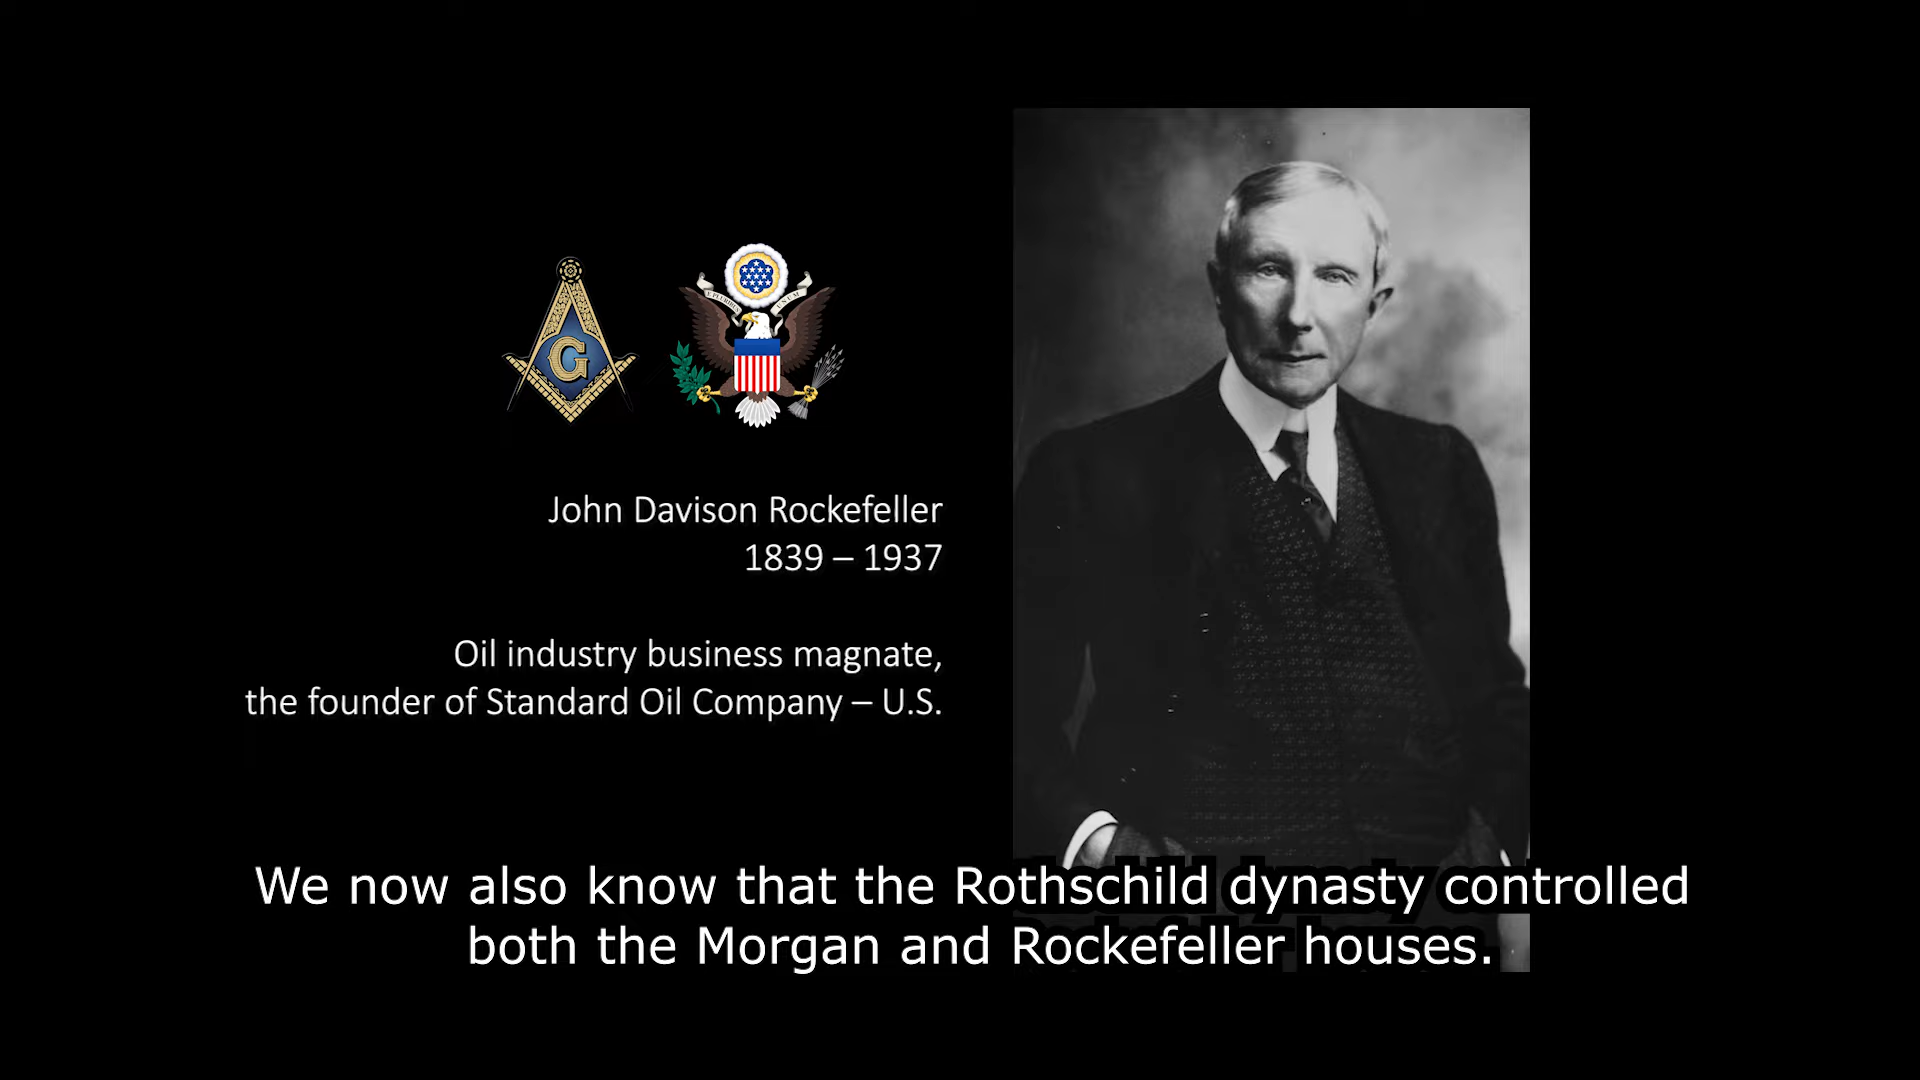 G
John Davison Rockefeller
1839 – 1937
Oil industry business magnate,
the founder of Standard Oil Company – U.S.
We now also know that the Rothschild dynasty controlled
both the Morgan and Rockefeller houses.